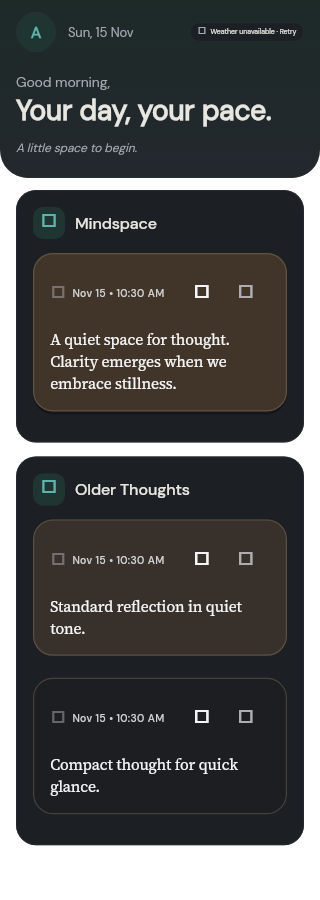 A
Sun, 15 Nov
Weather unavailable · Retry
Good morning,
Your day, your pace.
A little space to begin.
Mindspace
Nov 15 • 10:30 AM
A quiet space for thought.
Clarity emerges when we
embrace stillness.
Older Thoughts
Nov 15 • 10:30 AM
Standard reflection in quiet
tone.
Nov 15 • 10:30 AM
Compact thought for quick
glance.